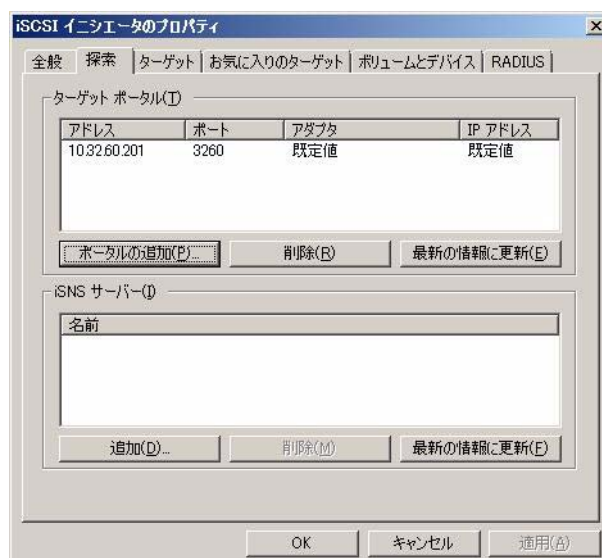 iSCSI イニシエータのプロパティ
全般 探索 ターゲット お気に入りのターゲット ボリュームとデバイス RADIUS
ターゲット ポータル(T)
アドレス ポート アダプタ IP アドレス
10.32.60.201 3260 既定値 既定値
ポータルの追加(P)... 削除(R) 最新の情報に更新(E)
iSNS サーバー(I)
名前
追加(D)... 削除(M) 最新の情報に更新(F)
OK キャンセル 適用(A)